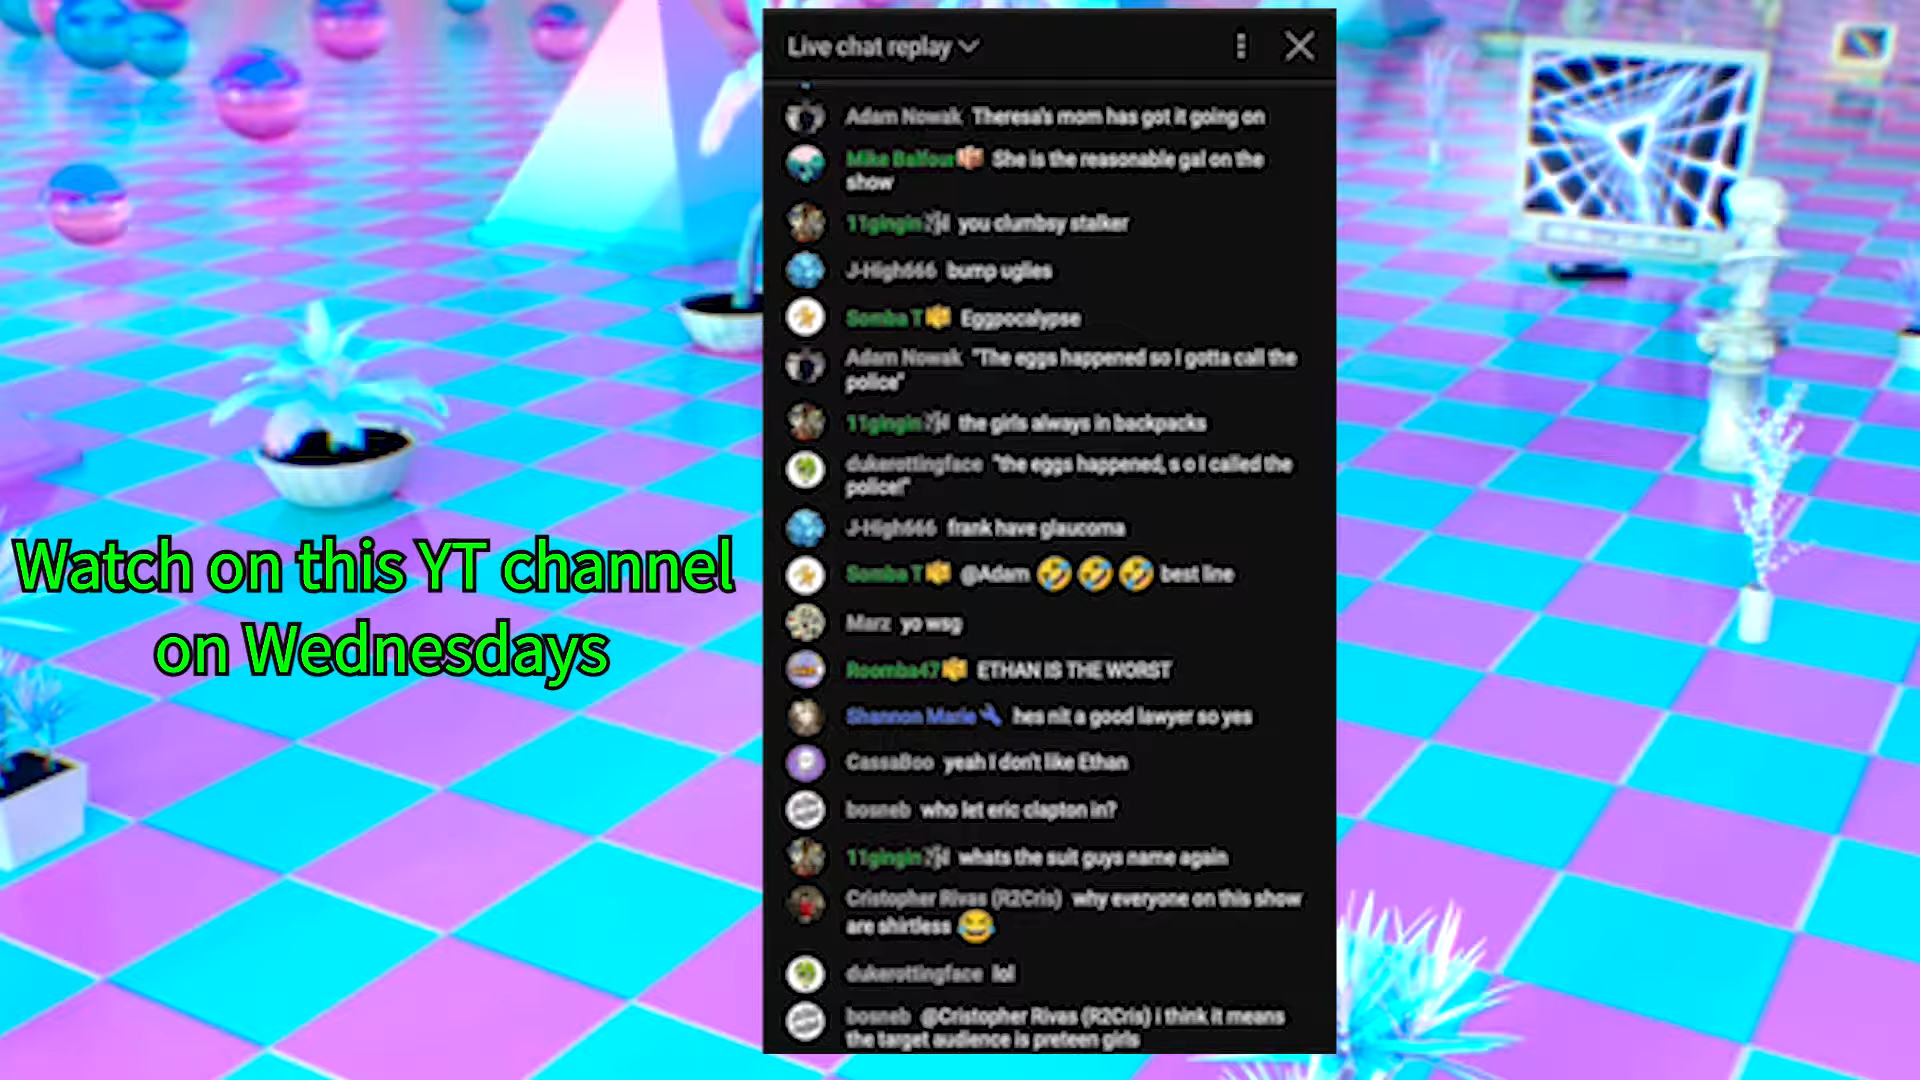 Live chat replay
Adam Nowak Theresa's mom has got it going on
Mike Balfour She is the reasonable gal on the
show
11gingin you clumbsy stalker
J-High666 bump uglies
Somba T Eggpocalypse
Adam Nowak "The eggs happened so I gotta call the
police"
11gingin the girls always in backpacks
dukerottingface "the eggs happened, s o I called the
police!"
J-High666 frank have glaucoma
Somba T @Adam 🤣 🤣 🤣 best line
Marz yo wsg
Roomba47 ETHAN IS THE WORST
Shannon Marie hes nit a good lawyer so yes
CassaBoo yeah I don't like Ethan
bosneb who let eric clapton in?
11gingin whats the suit guys name again
Cristopher Rivas (R2Cris) why everyone on this show
are shirtless 😂
dukerottingface lol
bosneb @Cristopher Rivas (R2Cris) i think it means
the target audience is preteen girls
Watch on this YT channel
on Wednesdays